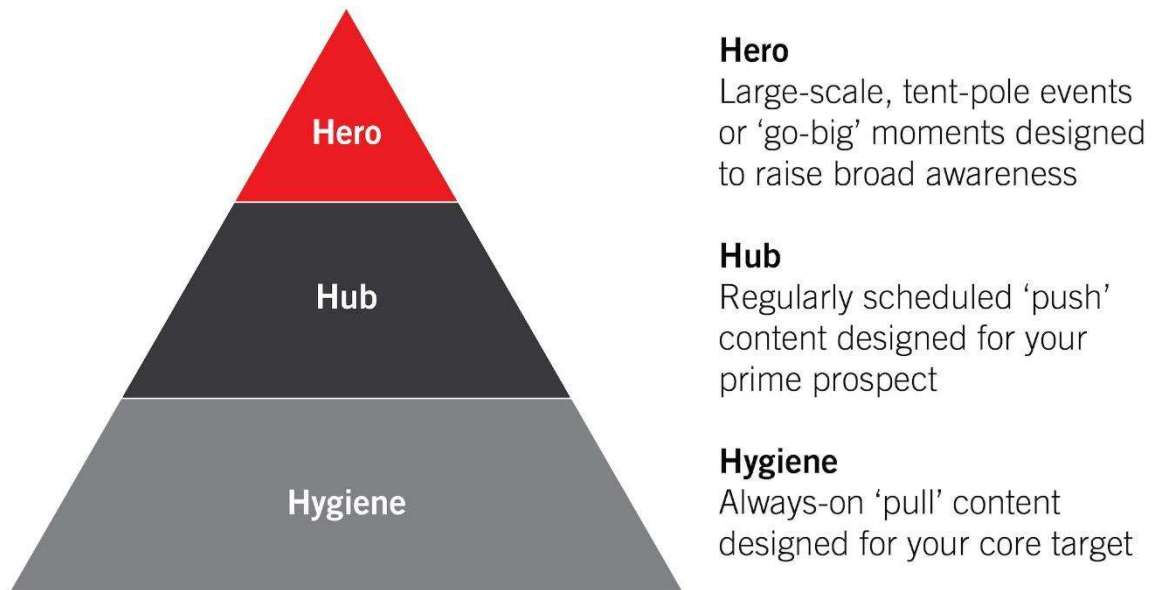 Hero
Hub
Hygiene
Hero
Large-scale, tent-pole events
or ‘go-big’ moments designed
to raise broad awareness
Hub
Regularly scheduled ‘push’
content designed for your
prime prospect
Hygiene
Always-on ‘pull’ content
designed for your core target